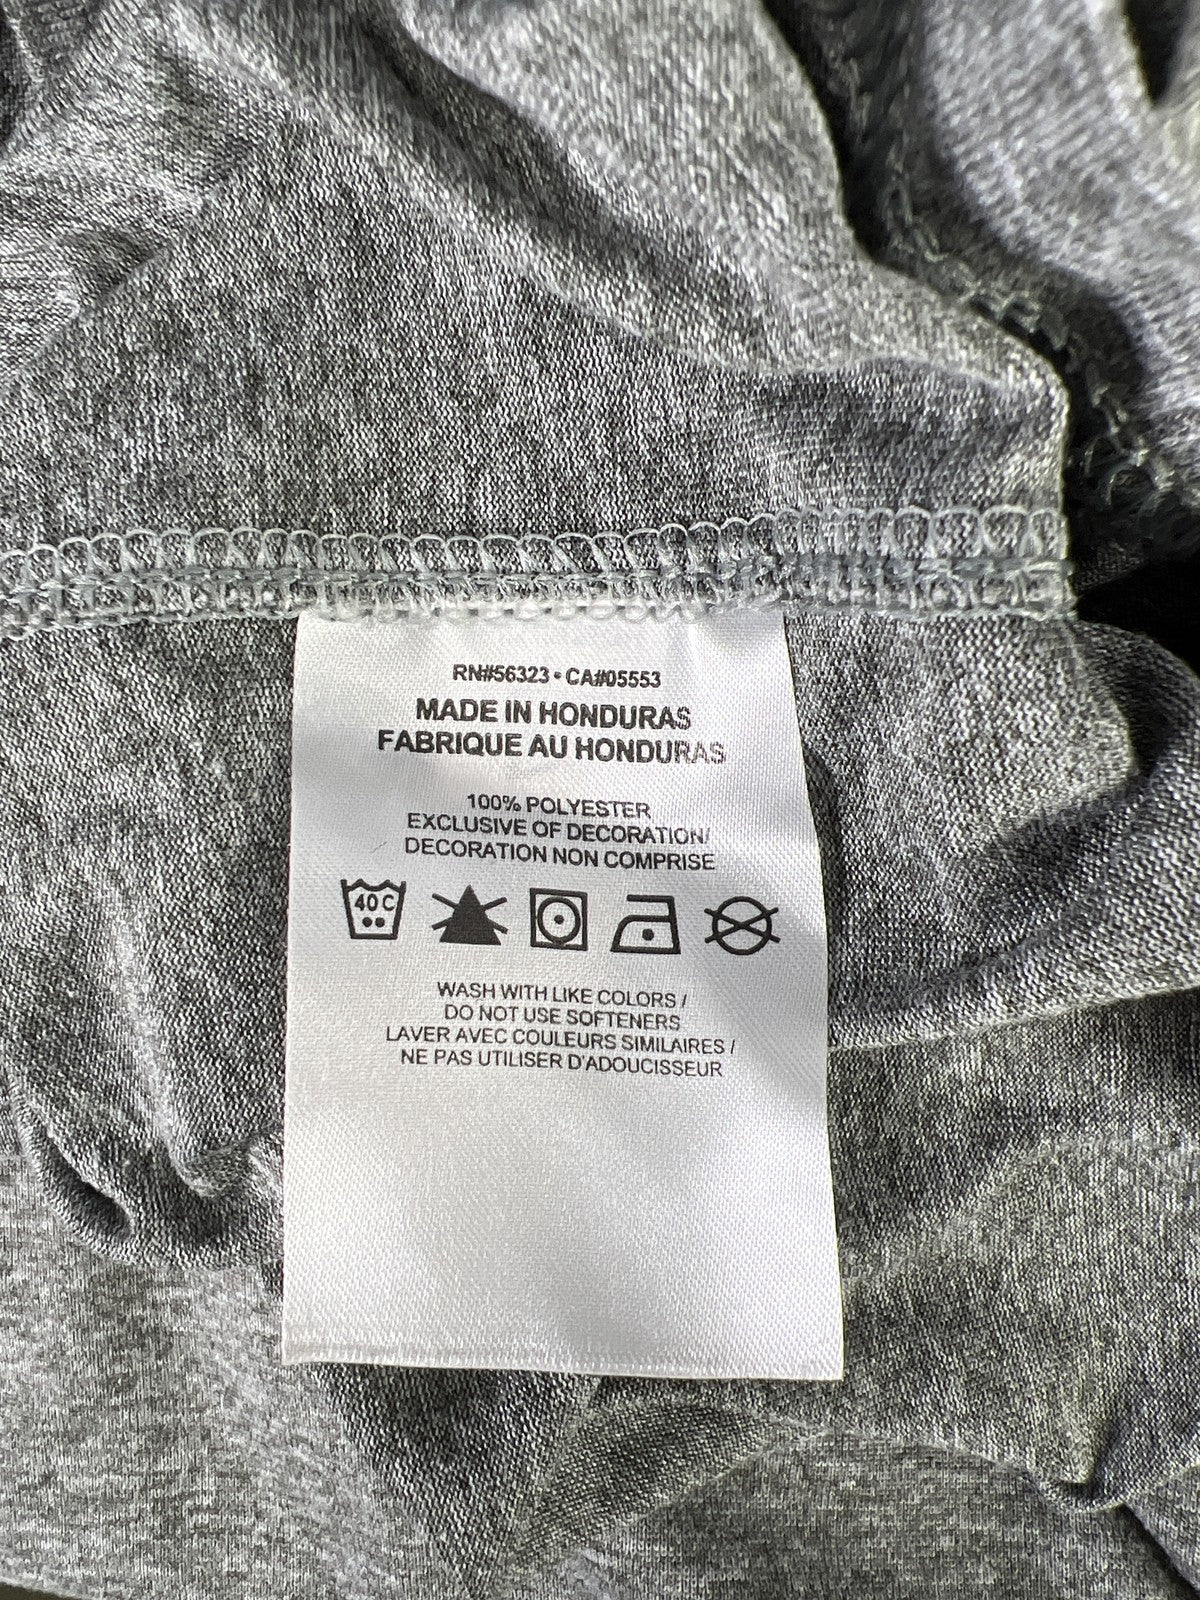 RN#56323 • CA#05553
MADE IN HONDURAS
FABRIQUE AU HONDURAS
100% POLYESTER
EXCLUSIVE OF DECORATION/
DECORATION NON COMPRISE
40C
WASH WITH LIKE COLORS /
DO NOT USE SOFTENERS
LAVER AVEC COULEURS SIMILAIRES /
NE PAS UTILISER D'ADOUCISSEUR